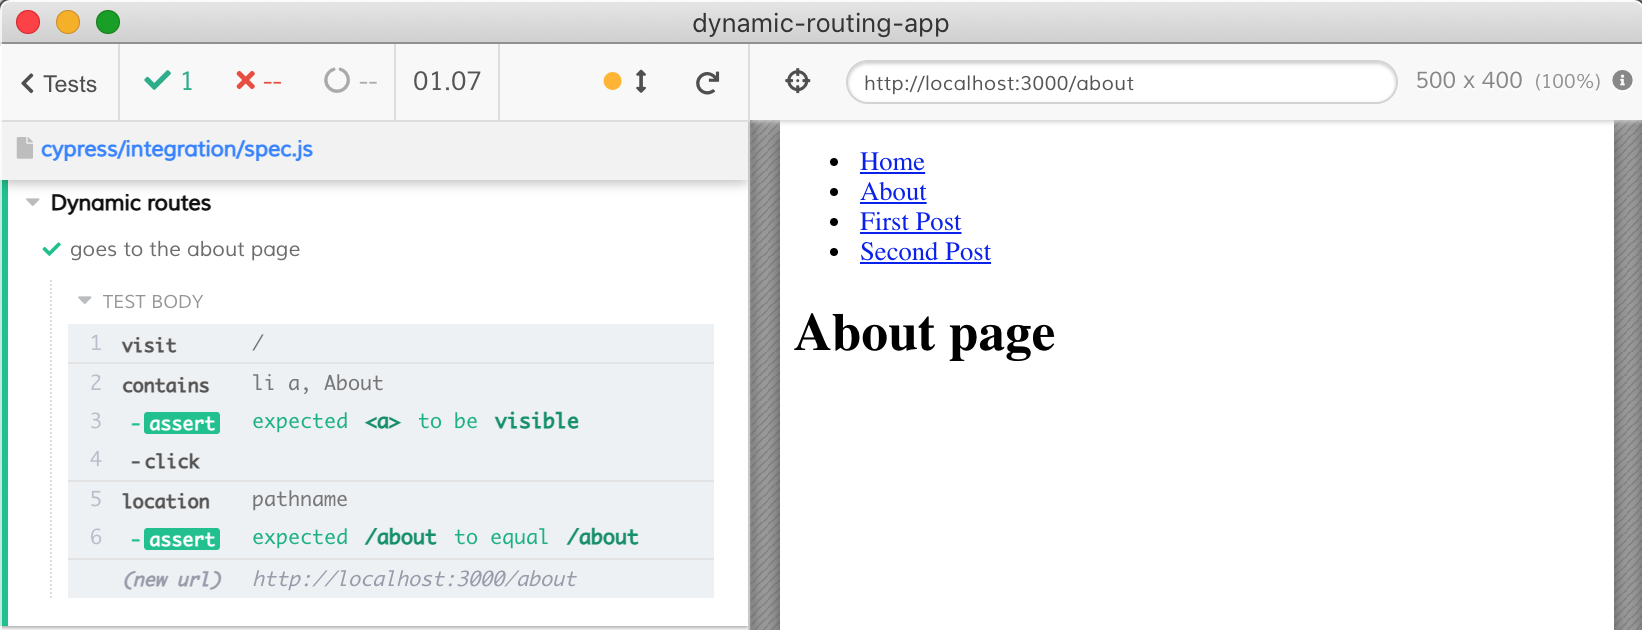 dynamic-routing-app
Tests 1 -- -- 01.07
http://localhost:3000/about 500 x 400 (100%)
cypress/integration/spec.js
Dynamic routes
goes to the about page
TEST BODY
1 visit /
2 contains li a, About
3 -assert expected <a> to be visible
4 -click
5 location pathname
6 -assert expected /about to equal /about
(new url) http://localhost:3000/about
Home
About
First Post
Second Post
About page